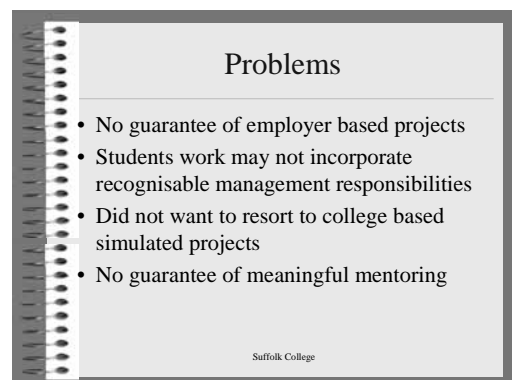 Problems
• No guarantee of employer based projects
• Students work may not incorporate
recognisable management responsibilities
• Did not want to resort to college based
simulated projects
• No guarantee of meaningful mentoring
Suffolk College